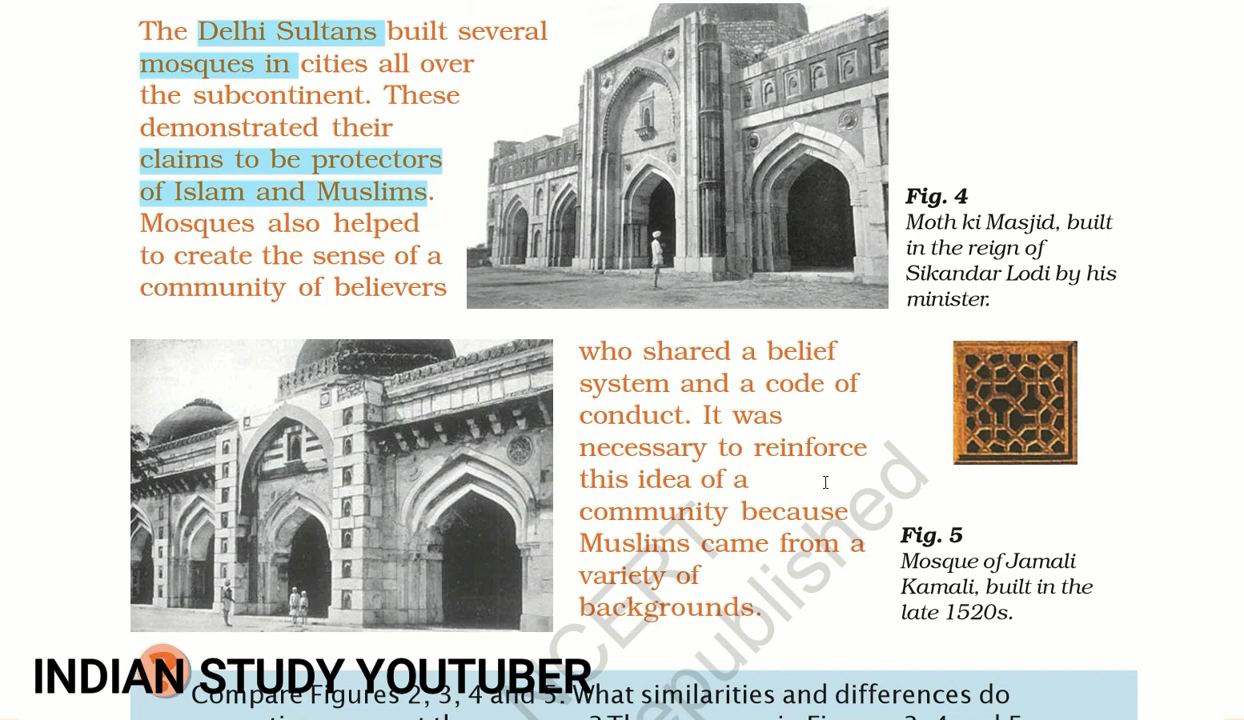 The Delhi Sultans built several
mosques in cities all over
the subcontinent. These
demonstrated their
claims to be protectors
of Islam and Muslims.
Mosques also helped
to create the sense of a
community of believers
Fig. 4
Moth ki Masjid, built
in the reign of
Sikandar Lodi by his
minister.
who shared a belief
system and a code of
conduct. It was
necessary to reinforce
this idea of a
community because
Muslims came from a
variety of
backgrounds.
Fig. 5
Mosque of Jamali
Kamali, built in the
late 1520s.
republished
INDIAN STUDY YOUTUBER
Compare Figures 2, 3, 4 and 5. What similarities and differences do